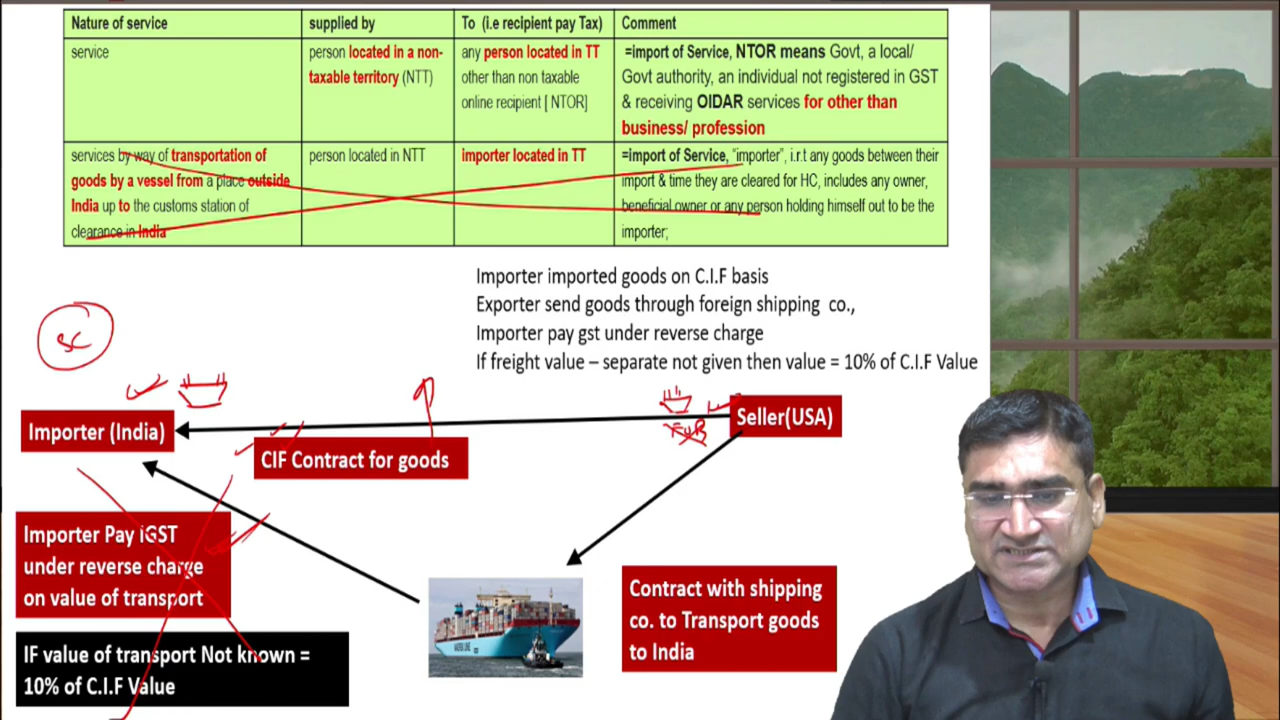 Nature of service
supplied by
To (i.e recipient pay Tax)
Comment
service
person located in a non-
taxable territory (NTT)
any person located in TT
other than non taxable
online recipient [ NTOR]
=import of Service, NTOR means Govt, a local/
Govt authority, an individual not registered in GST
& receiving OIDAR services for other than
business/ profession
services by way of transportation of
goods by a vessel from a place outside
India up to the customs station of
clearance in India
person located in NTT
importer located in TT
=import of Service, "importer", i.r.t any goods between their
import & time they are cleared for HC, includes any owner,
beneficial owner or any person holding himself out to be the
importer;
Importer imported goods on C.I.F basis
Exporter send goods through foreign shipping co.,
Importer pay gst under reverse charge
If freight value – separate not given then value = 10% of C.I.F Value
SC
Importer (India)
Seller(USA)
FOB
CIF Contract for goods
Importer Pay iGST
under reverse charge
on value of transport
Contract with shipping
co. to Transport goods
to India
IF value of transport Not known =
10% of C.I.F Value